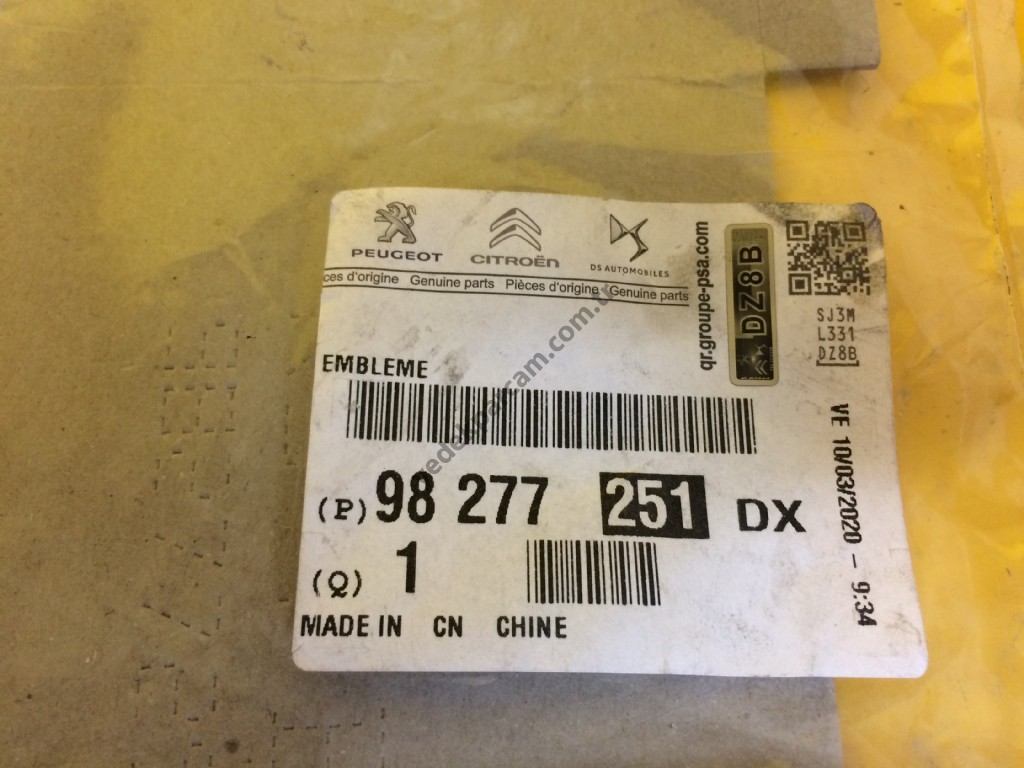 PEUGEOT CITROËN DS AUTOMOBILES
ces d'origine Genuine parts Pièces d'origine Genuine parts
qr.groupe-psa.com
DZ8B
SJ3M
L331
DZ8B
EMBLEME
(P) 98 277 251 DX
(Q) 1
MADE IN CN CHINE
VE 10/03/2020 - 9:34